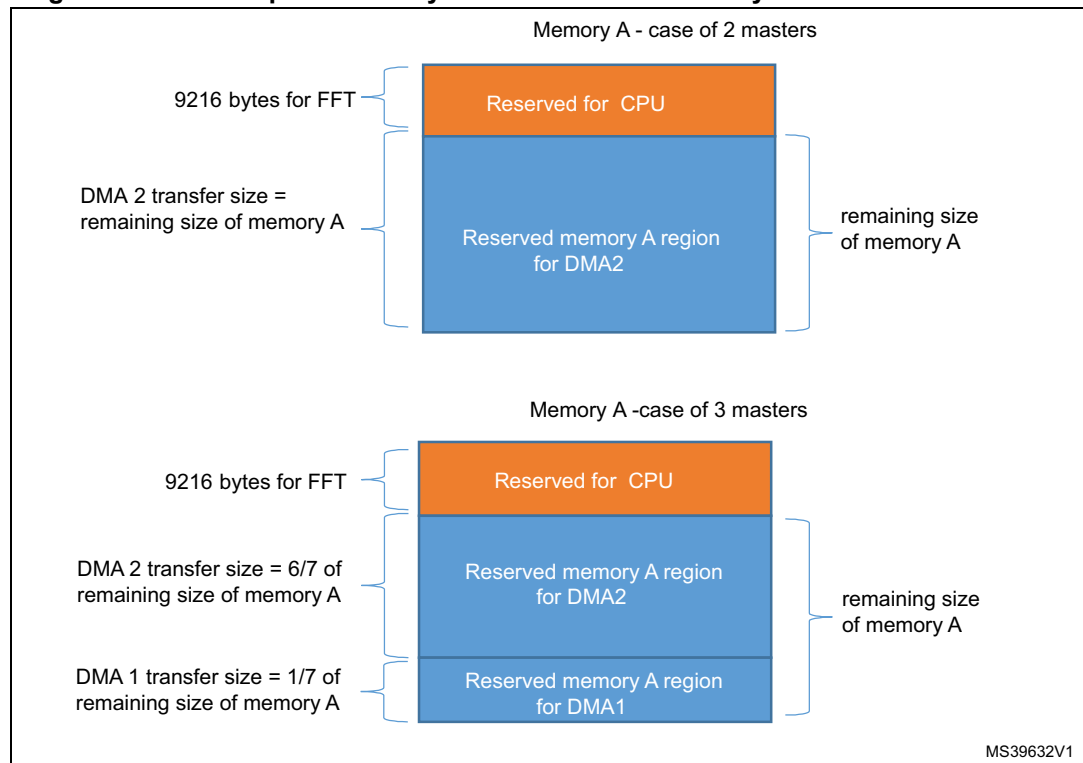 Memory A - case of 2 masters
9216 bytes for FFT
Reserved for CPU
DMA 2 transfer size =
remaining size of memory A
Reserved memory A region
for DMA2
remaining size
of memory A
Memory A -case of 3 masters
9216 bytes for FFT
Reserved for CPU
DMA 2 transfer size = 6/7 of
remaining size of memory A
Reserved memory A region
for DMA2
remaining size
of memory A
DMA 1 transfer size = 1/7 of
remaining size of memory A
Reserved memory A region
for DMA1
MS39632V1